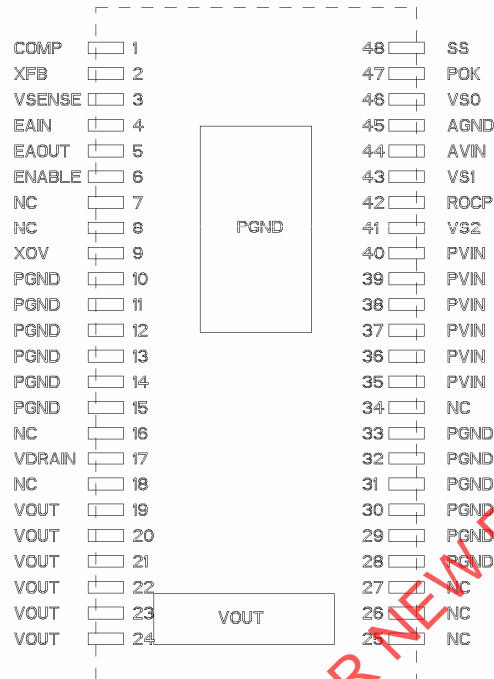 COMP 1 48 SS
XFB 2 47 POK
VSENSE 3 46 VS0
EAIN 4 45 AGND
EAOUT 5 44 AVIN
ENABLE 6 43 VS1
NC 7 42 ROCP
NC 8 PGND 41 VS2
XOV 9 40 PVIN
PGND 10 39 PVIN
PGND 11 38 PVIN
PGND 12 37 PVIN
PGND 13 36 PVIN
PGND 14 35 PVIN
PGND 15 34 NC
NC 16 33 PGND
VDRAIN 17 32 PGND
NC 18 31 PGND
VOUT 19 30 PGND
VOUT 20 29 PGND
VOUT 21 28 PGND
VOUT 22 27 NC
VOUT 23 VOUT 26 NC
VOUT 24 25 NC
R NEW